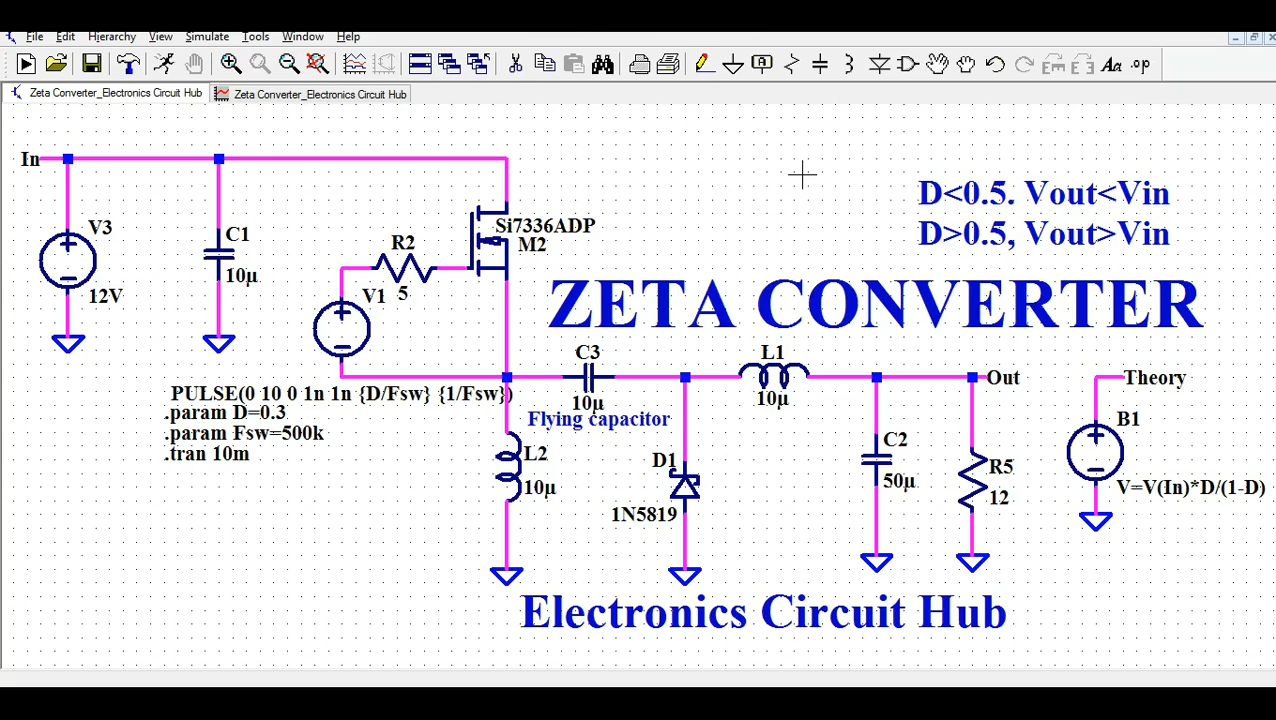 File Edit Hierarchy View Simulate Tools Window Help
.op
Zeta Converter_Electronics Circuit Hub
Zeta Converter_Electronics Circuit Hub
In
V3
12V
C1
10µ
R2
5
V1
Si7336ADP
M2
D<0.5. Vout<Vin
D>0.5, Vout>Vin
ZETA CONVERTER
PULSE(0 10 0 1n 1n {D/Fsw} {1/Fsw})
.param D=0.3
.param Fsw=500k
.tran 10m
C3
10µ
Flying capacitor
L1
10µ
Out
Theory
L2
10µ
D1
1N5819
C2
50µ
R5
12
B1
V=V(In)*D/(1-D)
Electronics Circuit Hub